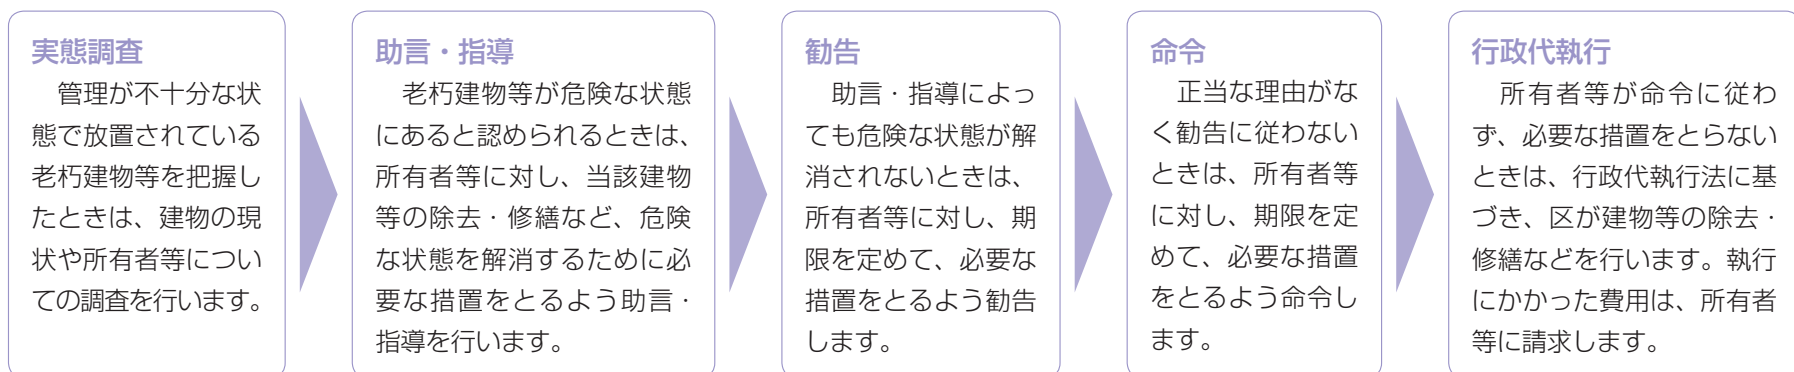 実態調査
管理が不十分な状
態で放置されている
老朽建物等を把握し
たときは、建物の現
状や所有者等につい
ての調査を行います。
助言・指導
老朽建物等が危険な状態
にあると認められるときは、
所有者等に対し、当該建物
等の除去・修繕など、危険
な状態を解消するために必
要な措置をとるよう助言・
指導を行います。
勧告
助言・指導によっ
ても危険な状態が解
消されないときは、
所有者等に対し、期
限を定めて、必要な
措置をとるよう勧告
します。
命令
正当な理由がな
く勧告に従わない
ときは、所有者等
に対し、期限を定
めて、必要な措置
をとるよう命令し
ます。
行政代執行
所有者等が命令に従わ
ず、必要な措置をとらない
ときは、行政代執行法に基
づき、区が建物等の除去・
修繕などを行います。執行
にかかった費用は、所有者
等に請求します。